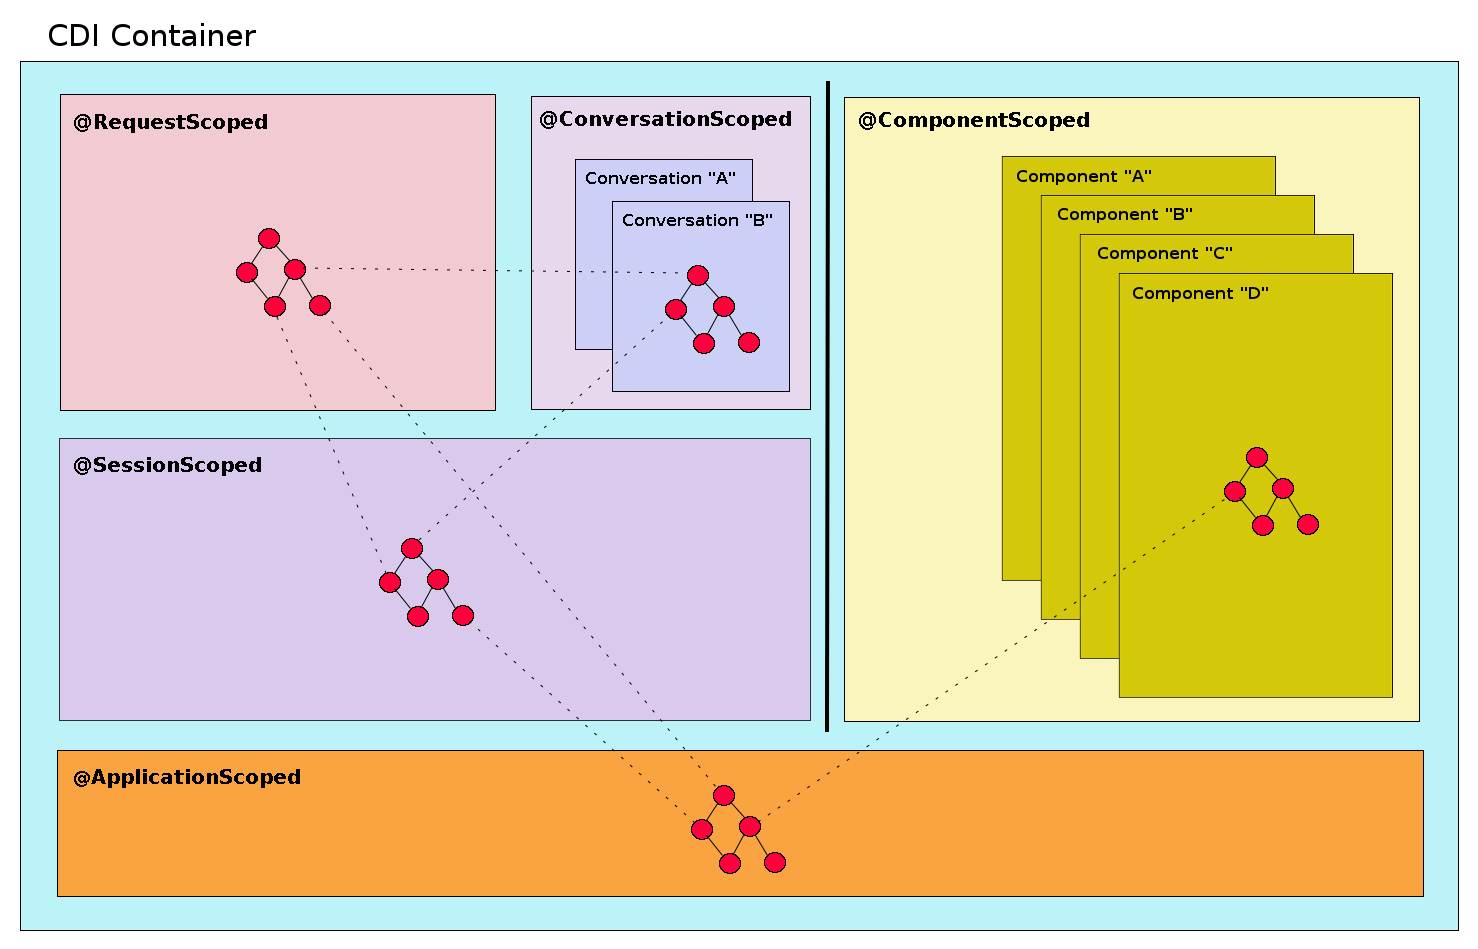 CDI Container
@RequestScoped
@ConversationScoped
Conversation "A"
Conversation "B"
@ComponentScoped
Component "A"
Component "B"
Component "C"
Component "D"
@SessionScoped
@ApplicationScoped